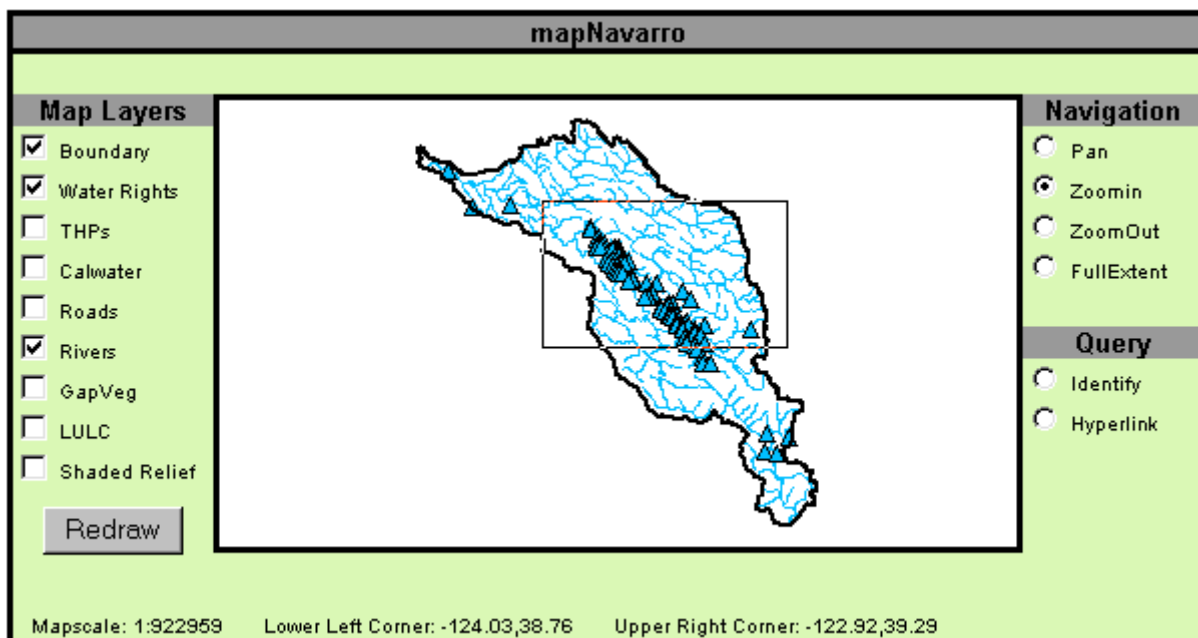 mapNavarro
Map Layers
Boundary
Water Rights
THPs
Calwater
Roads
Rivers
GapVeg
LULC
Shaded Relief
Redraw
Navigation
Pan
Zoomin
ZoomOut
FullExtent
Query
Identify
Hyperlink
Mapscale: 1:922959 Lower Left Corner: -124.03,38.76 Upper Right Corner: -122.92,39.29